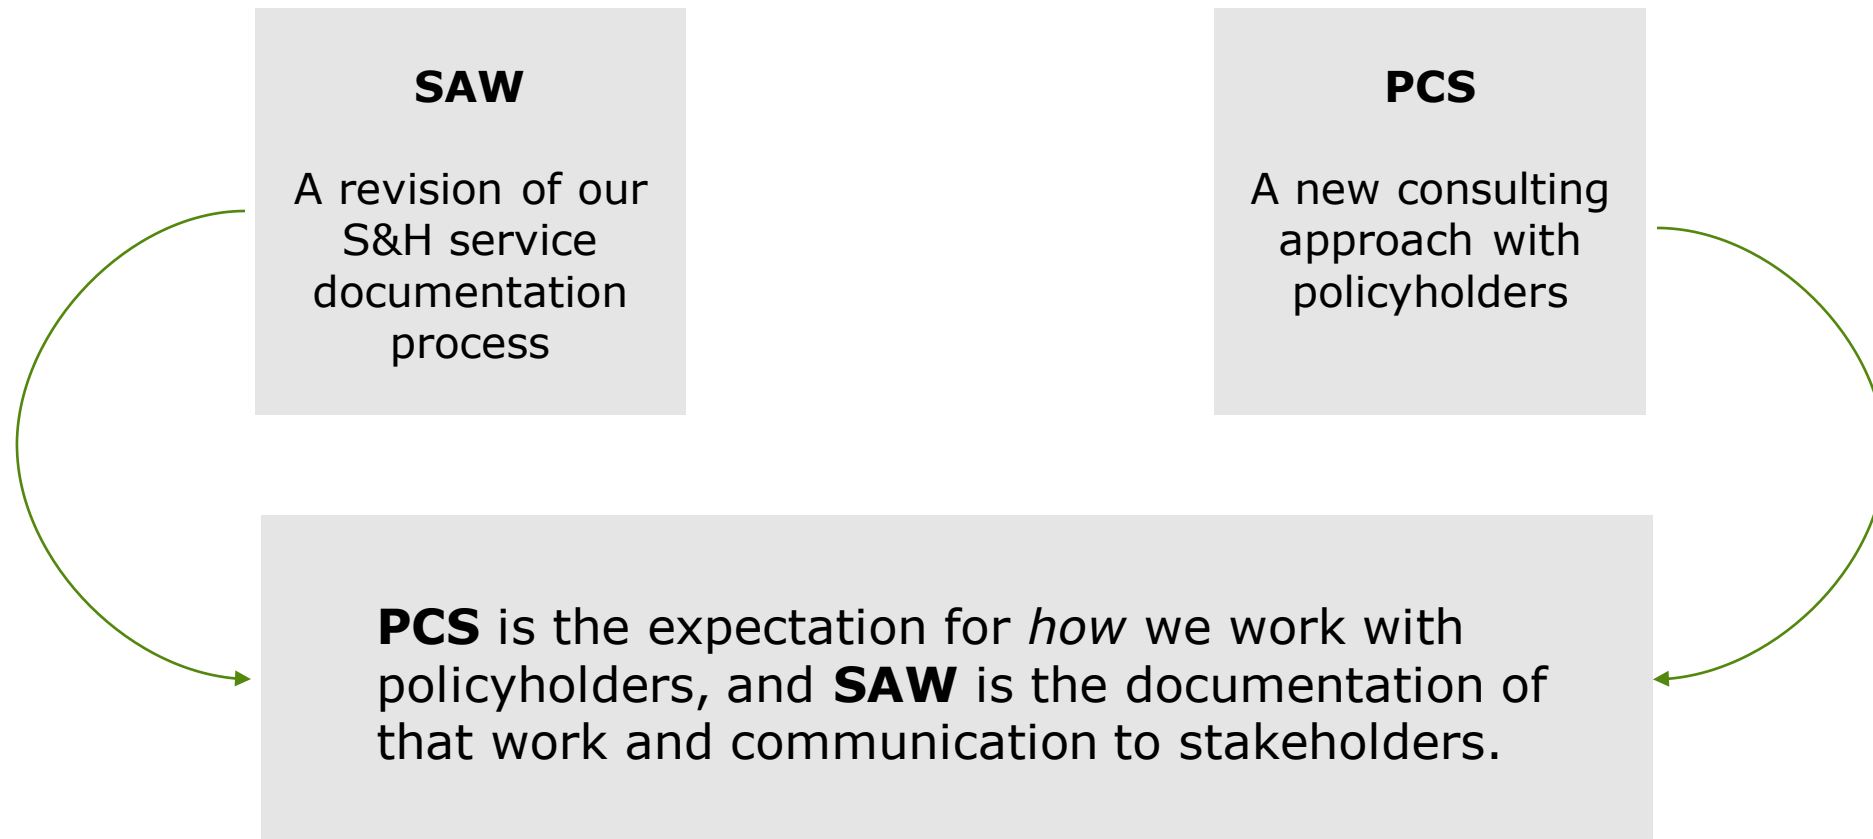 SAW
A revision of our
S&H service
documentation
process
PCS
A new consulting
approach with
policyholders
PCS is the expectation for how we work with
policyholders, and SAW is the documentation of
that work and communication to stakeholders.